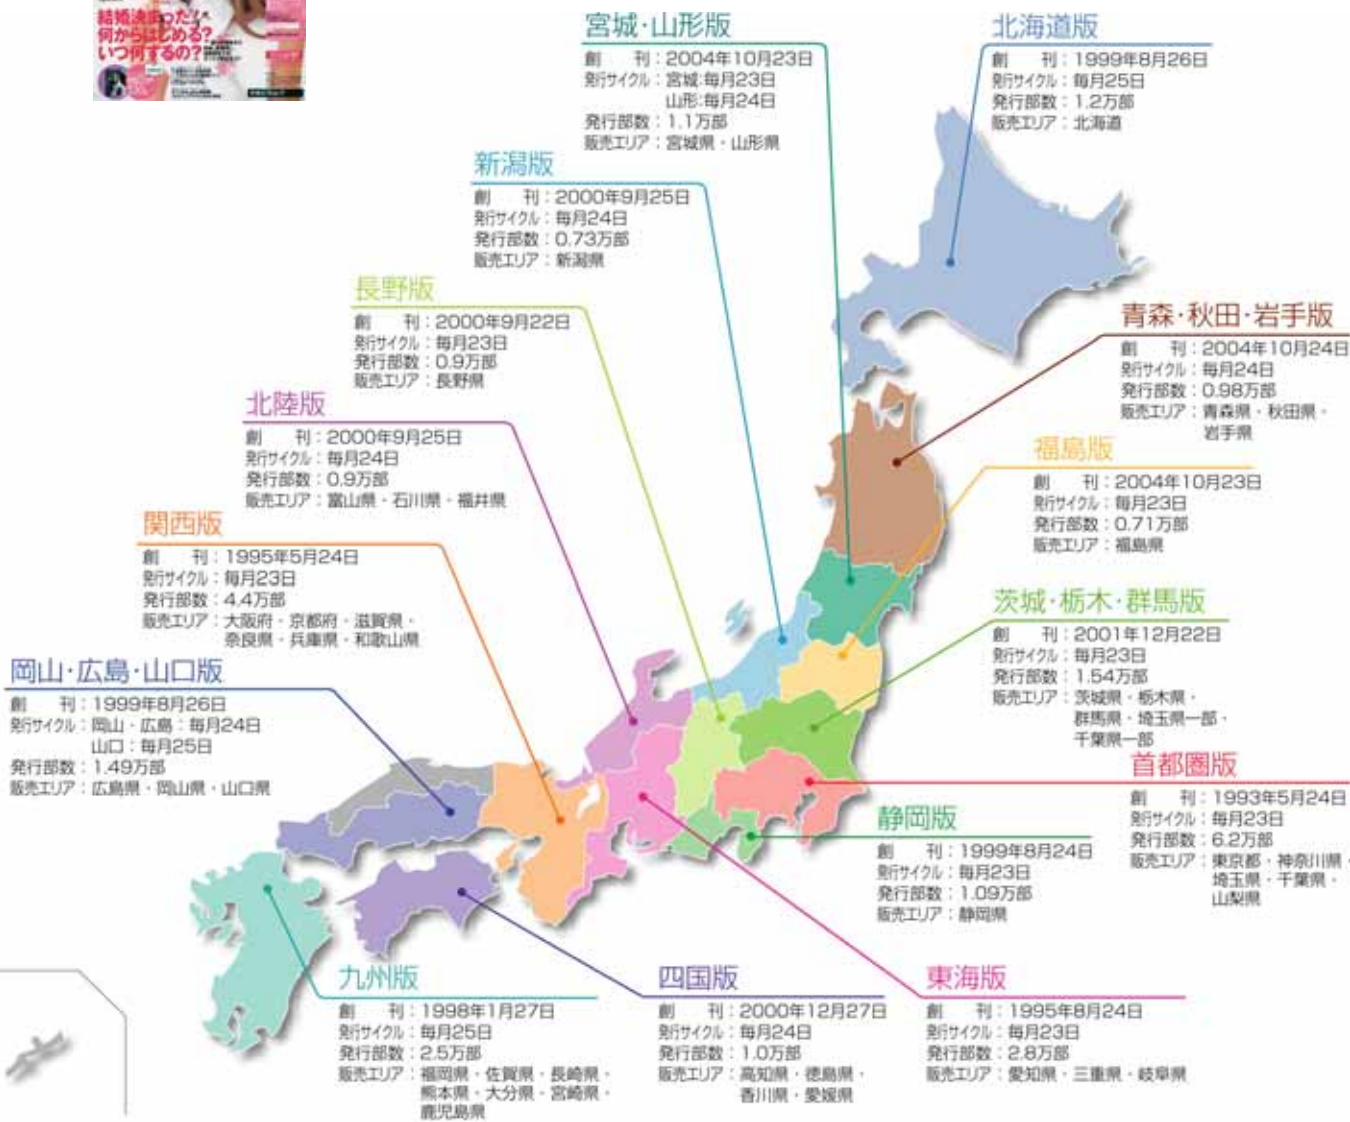 結婚決まった!
何からはじめる?
いつ何するの?
宮城・山形版
創　刊：2004年10月23日
発行サイクル：宮城:毎月23日
山形:毎月24日
発行部数：1.1万部
販売エリア：宮城県・山形県
北海道版
創　刊：1999年8月26日
発行サイクル：毎月25日
発行部数：1.2万部
販売エリア：北海道
新潟版
創　刊：2000年9月25日
発行サイクル：毎月24日
発行部数：0.73万部
販売エリア：新潟県
長野版
創　刊：2000年9月22日
発行サイクル：毎月23日
発行部数：0.9万部
販売エリア：長野県
青森・秋田・岩手版
創　刊：2004年10月24日
発行サイクル：毎月24日
発行部数：0.98万部
販売エリア：青森県・秋田県・
岩手県
北陸版
創　刊：2000年9月25日
発行サイクル：毎月24日
発行部数：0.9万部
販売エリア：富山県・石川県・福井県
福島版
創　刊：2004年10月23日
発行サイクル：毎月23日
発行部数：0.71万部
販売エリア：福島県
関西版
創　刊：1995年5月24日
発行サイクル：毎月23日
発行部数：4.4万部
販売エリア：大阪府・京都府・滋賀県・
奈良県・兵庫県・和歌山県
茨城・栃木・群馬版
創　刊：2001年12月22日
発行サイクル：毎月23日
発行部数：1.54万部
販売エリア：茨城県・栃木県・
群馬県・埼玉県一部・
千葉県一部
岡山・広島・山口版
創　刊：1999年8月26日
発行サイクル：岡山・広島：毎月24日
山口：毎月25日
発行部数：1.49万部
販売エリア：広島県・岡山県・山口県
首都圏版
創　刊：1993年5月24日
発行サイクル：毎月23日
発行部数：6.2万部
販売エリア：東京都・神奈川県・
埼玉県・千葉県・
山梨県
静岡版
創　刊：1999年8月24日
発行サイクル：毎月23日
発行部数：1.09万部
販売エリア：静岡県
九州版
創　刊：1998年1月27日
発行サイクル：毎月25日
発行部数：2.5万部
販売エリア：福岡県・佐賀県・長崎県・
熊本県・大分県・宮崎県・
鹿児島県
四国版
創　刊：2000年12月27日
発行サイクル：毎月24日
発行部数：1.0万部
販売エリア：高知県・徳島県・
香川県・愛媛県
東海版
創　刊：1995年8月24日
発行サイクル：毎月23日
発行部数：2.8万部
販売エリア：愛知県・三重県・岐阜県